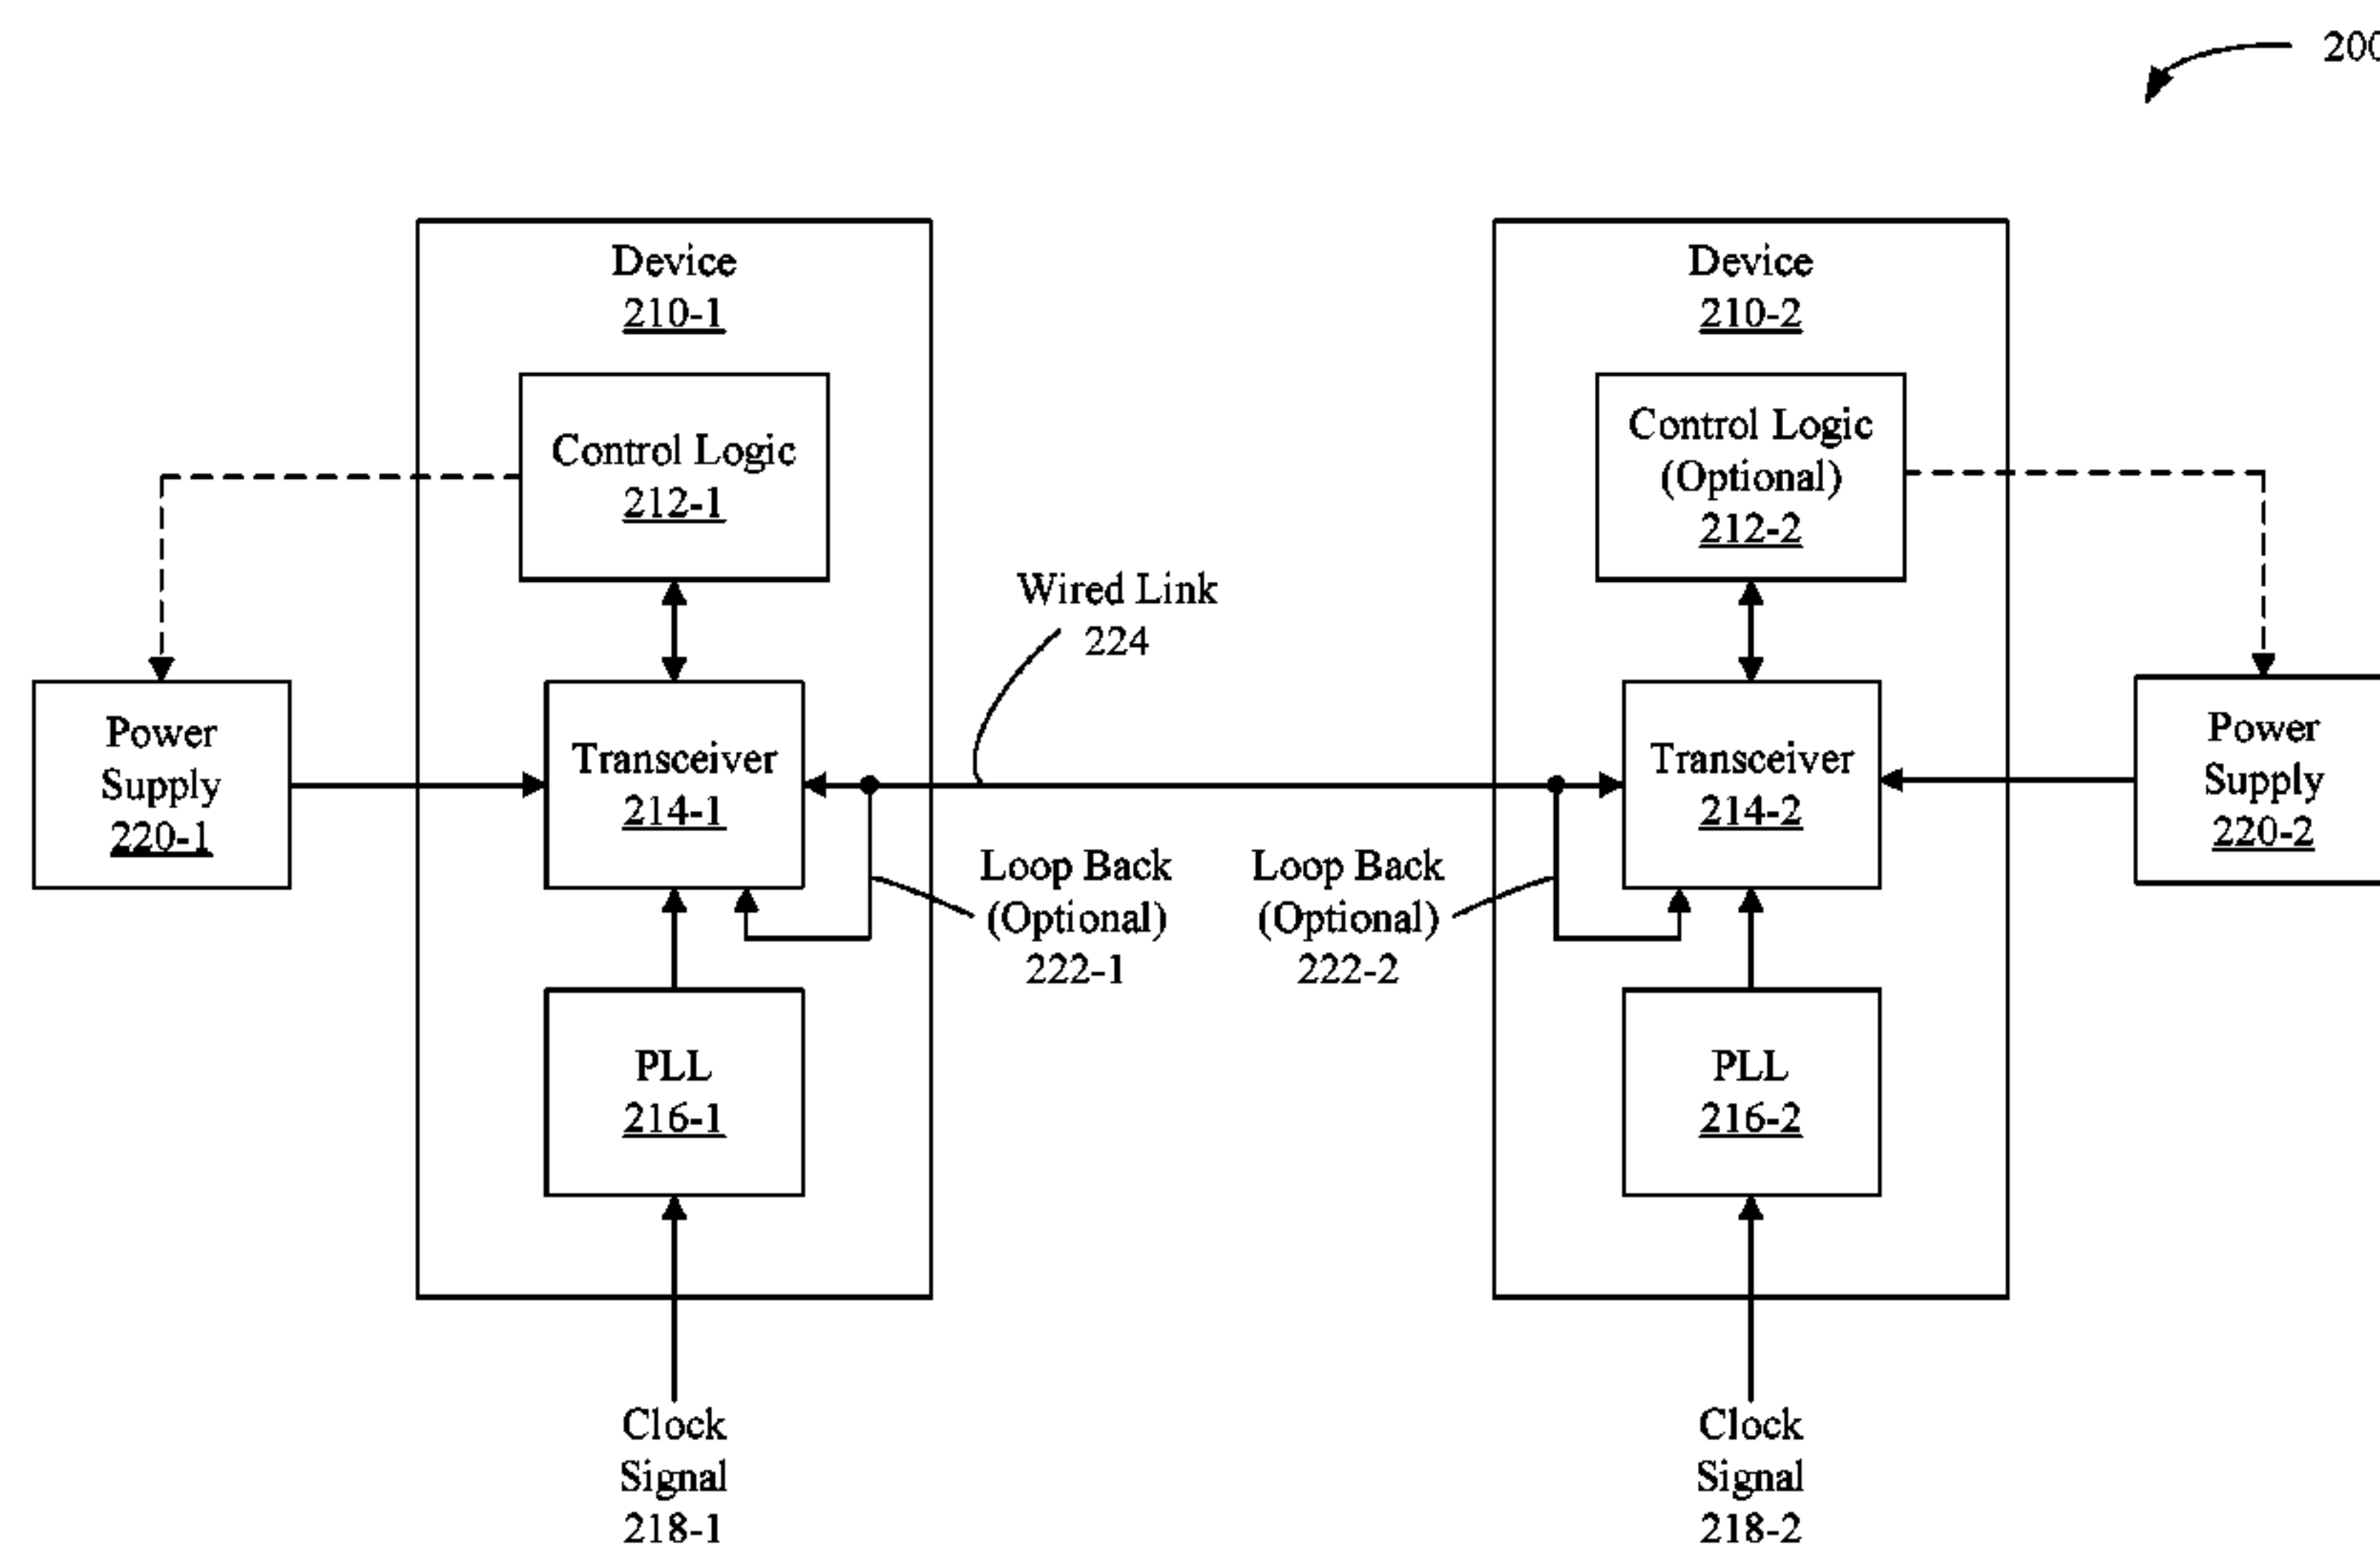 200
Device
210-1
Control Logic
212-1
Power
Supply
220-1
Transceiver
214-1
PLL
216-1
Clock
Signal
218-1
Wired Link
224
Loop Back
(Optional)
222-1
Loop Back
(Optional)
222-2
Device
210-2
Control Logic
(Optional)
212-2
Transceiver
214-2
Power
Supply
220-2
PLL
216-2
Clock
Signal
218-2